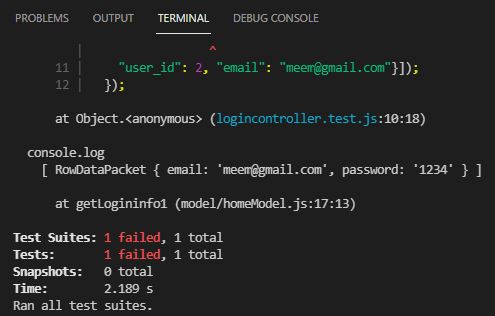 PROBLEMS OUTPUT TERMINAL DEBUG CONSOLE
| ^
11 | "user_id": 2, "email": "meem@gmail.com"}]);
12 | });
at Object.<anonymous> (logincontroller.test.js:10:18)
console.log
[ RowDataPacket { email: 'meem@gmail.com', password: '1234' } ]
at getLogininfo1 (model/homeModel.js:17:13)
Test Suites: 1 failed, 1 total
Tests: 1 failed, 1 total
Snapshots: 0 total
Time: 2.189 s
Ran all test suites.